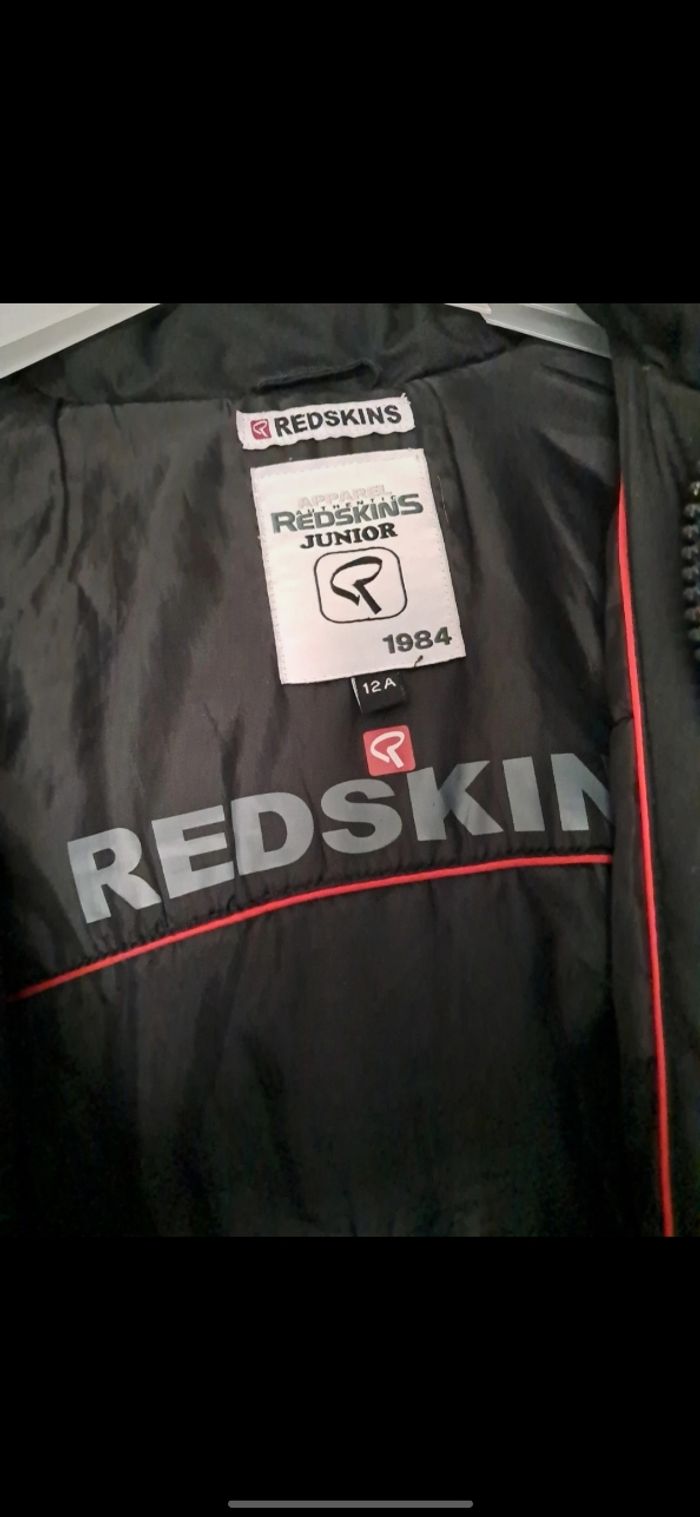 REDSKINS
APPAREL
AUTHENTIC
REDSKINS
JUNIOR
1984
12A
REDSKIN